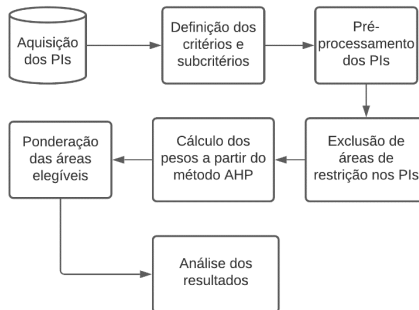 Aquisição
dos PIs
Definição dos
critérios e
subcritérios
Pré-
processamento
dos PIs
Exclusão de
áreas de
restrição nos PIs
Cálculo dos
pesos a partir do
método AHP
Ponderação
das áreas
elegíveis
Análise dos
resultados